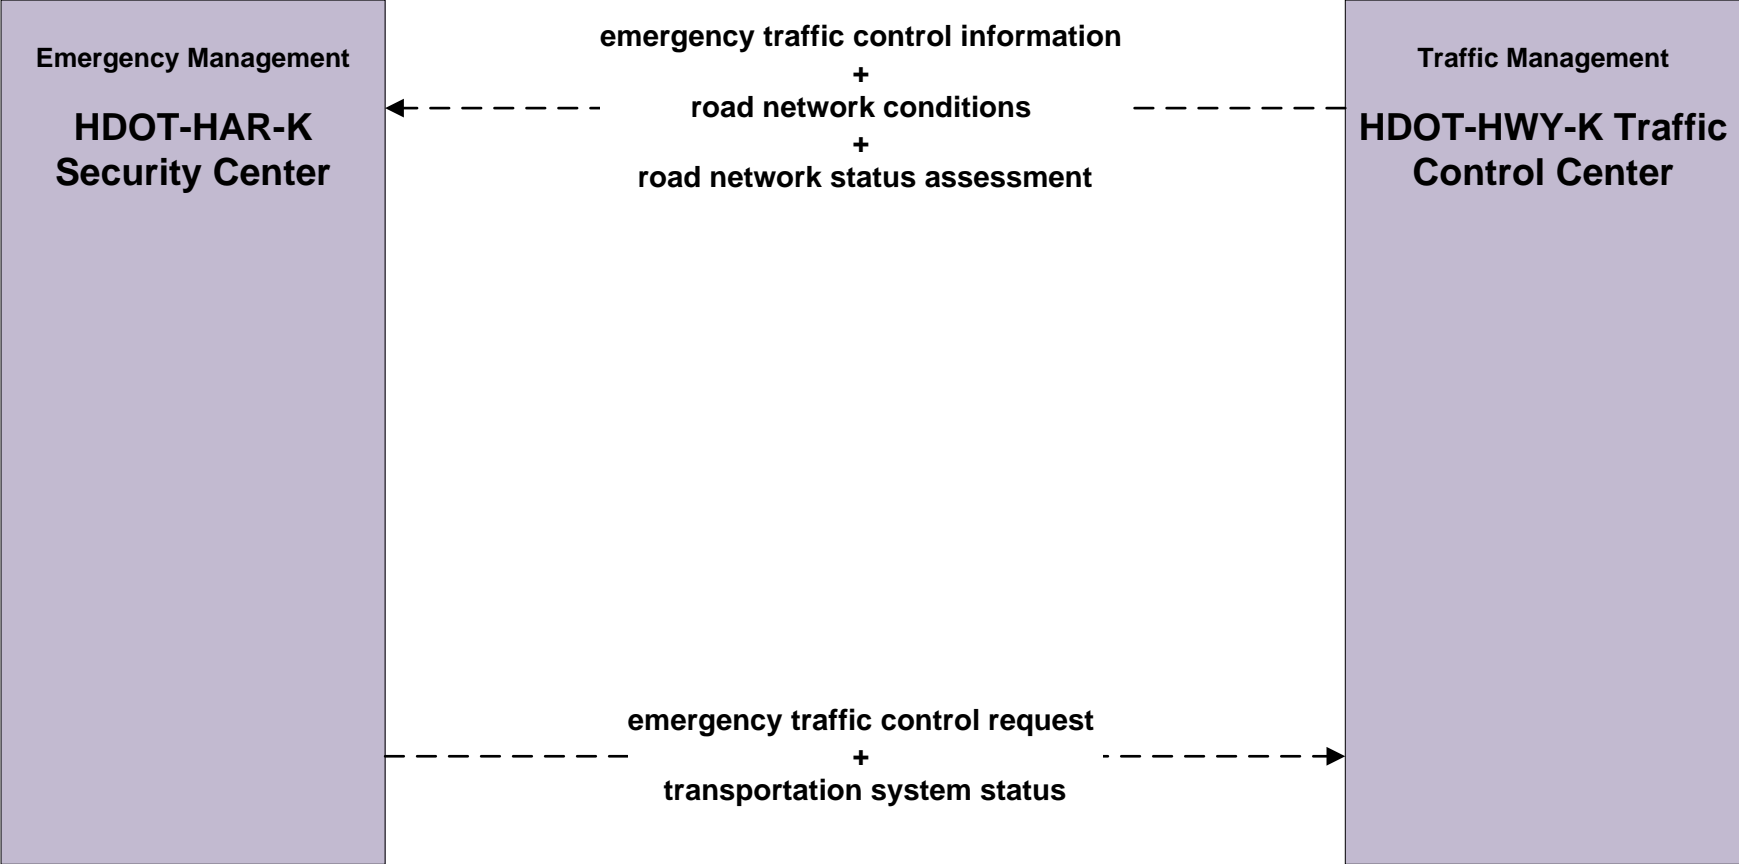 Emergency Management
HDOT-HAR-K
Security Center
emergency traffic control information
+
road network conditions
+
road network status assessment
Traffic Management
HDOT-HWY-K Traffic
Control Center
emergency traffic control request
+
transportation system status